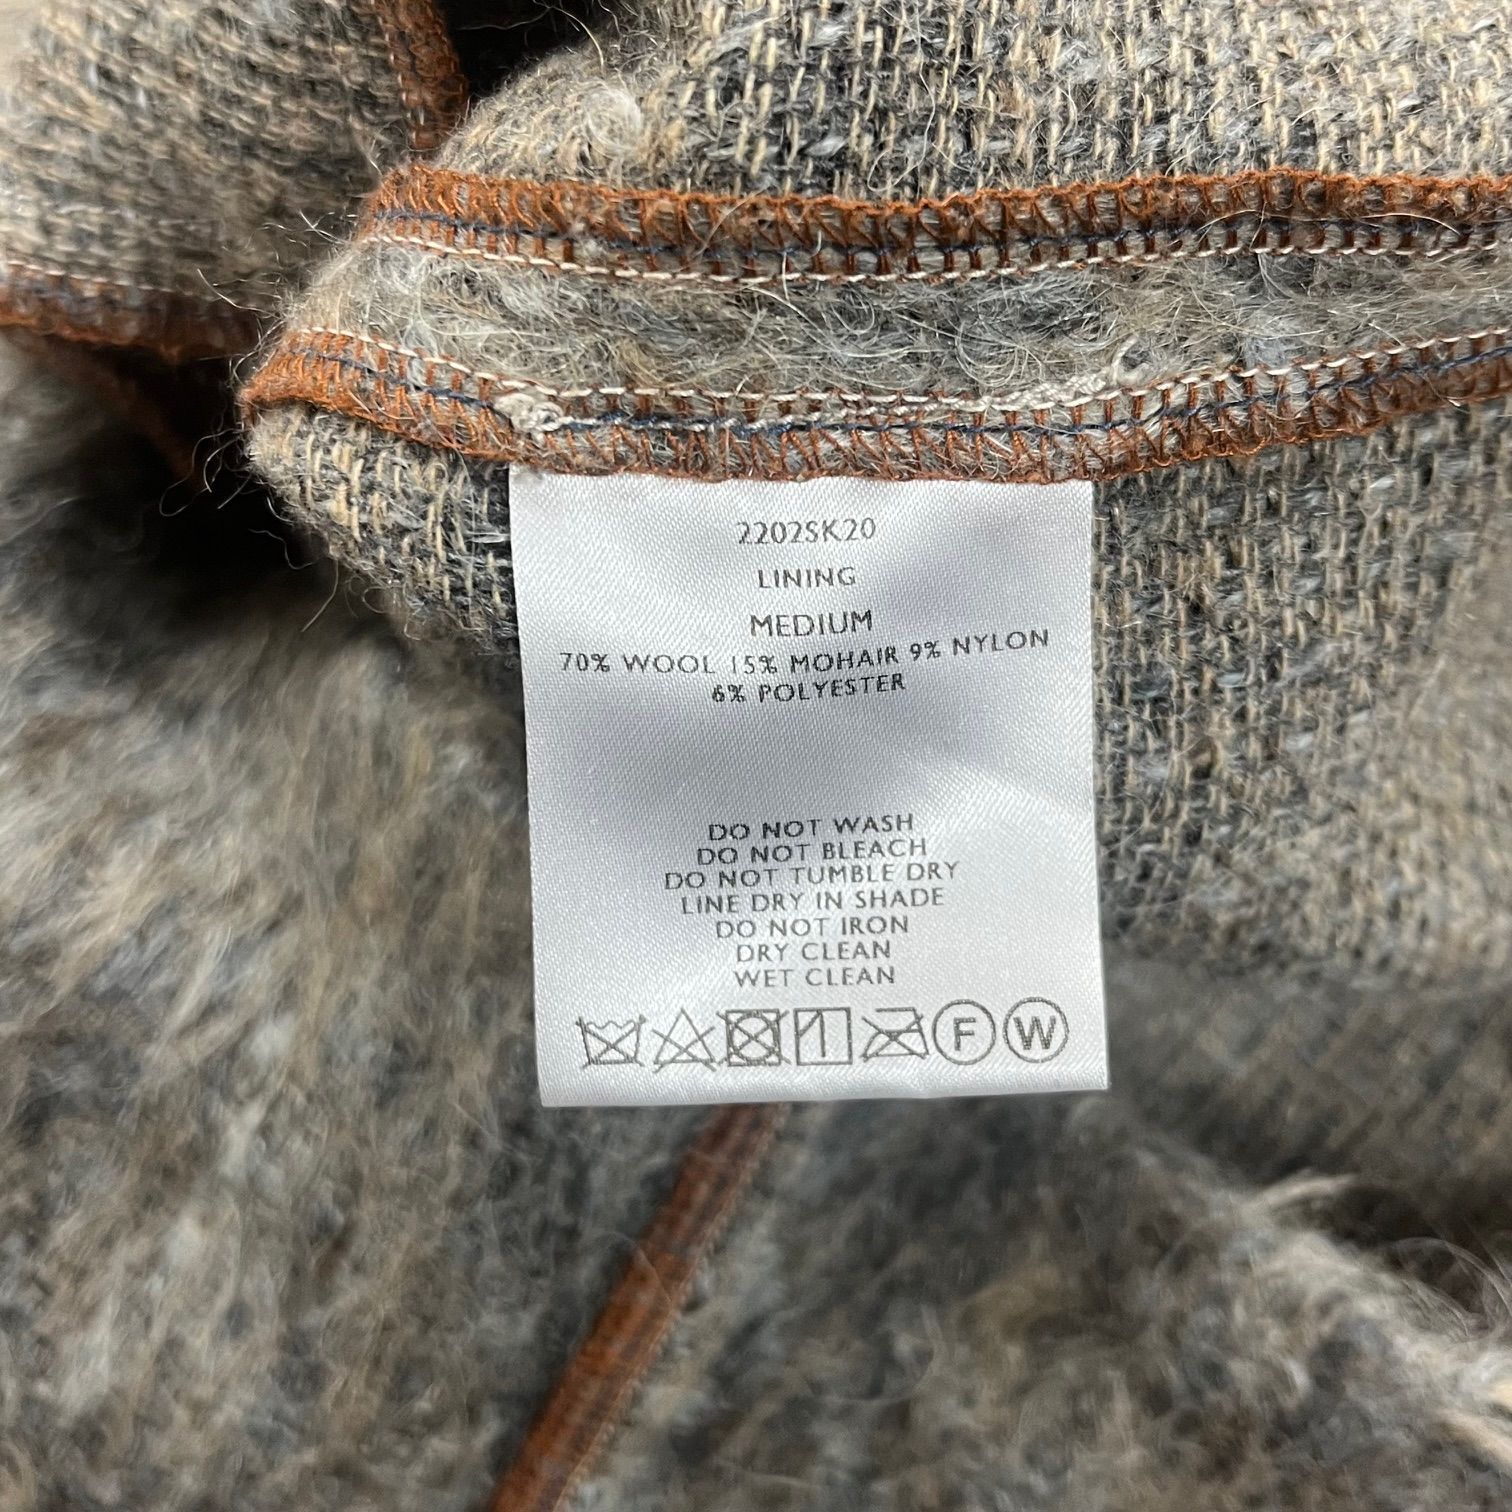 2202SK20
LINING
MEDIUM
70% WOOL 15% MOHAIR 9% NYLON
6% POLYESTER
DO NOT WASH
DO NOT BLEACH
DO NOT TUMBLE DRY
LINE DRY IN SHADE
DO NOT IRON
DRY CLEAN
WET CLEAN
F W